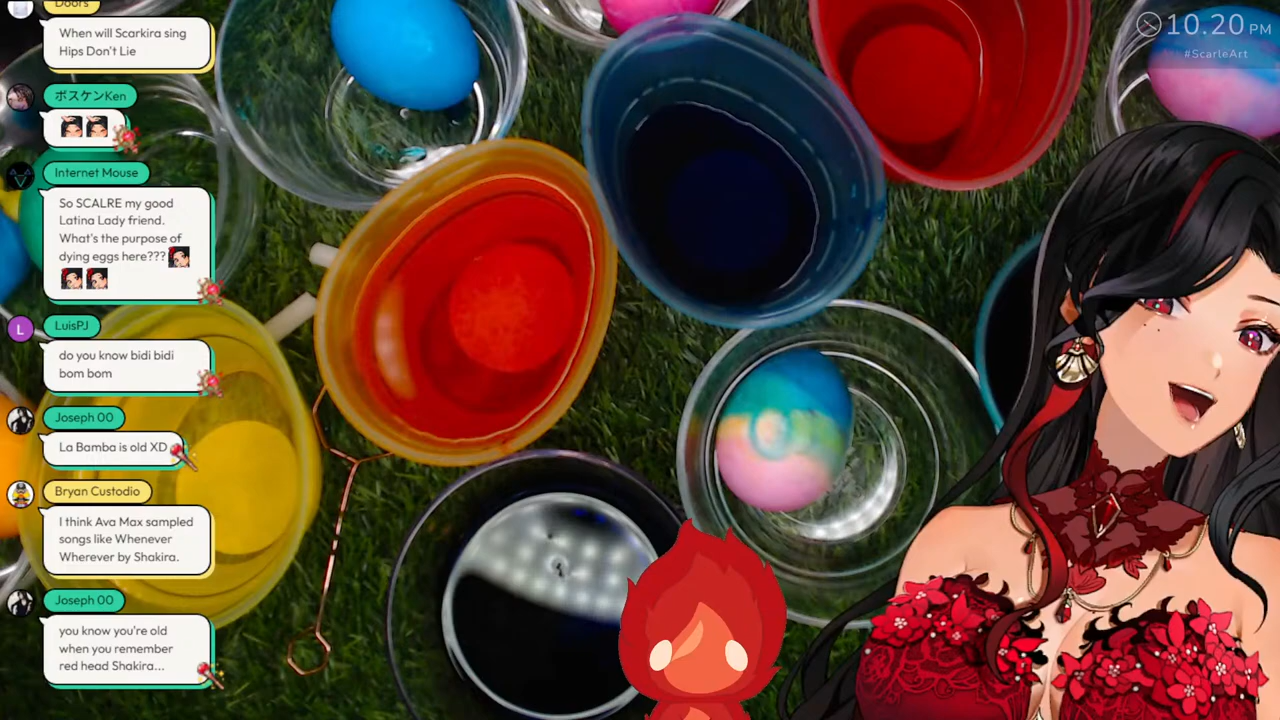 Doors
When will Scarkira sing
Hips Don't Lie
ボスケンKen
Internet Mouse
So SCALRE my good
Latina Lady friend.
What's the purpose of
dying eggs here???
L
LuisPJ
do you know bidi bidi
bom bom
Joseph 00
La Bamba is old XD
Bryan Custodio
I think Ava Max sampled
songs like Whenever
Wherever by Shakira.
Joseph 00
you know you're old
when you remember
red head Shakira...
10.20 PM
#ScarleArt